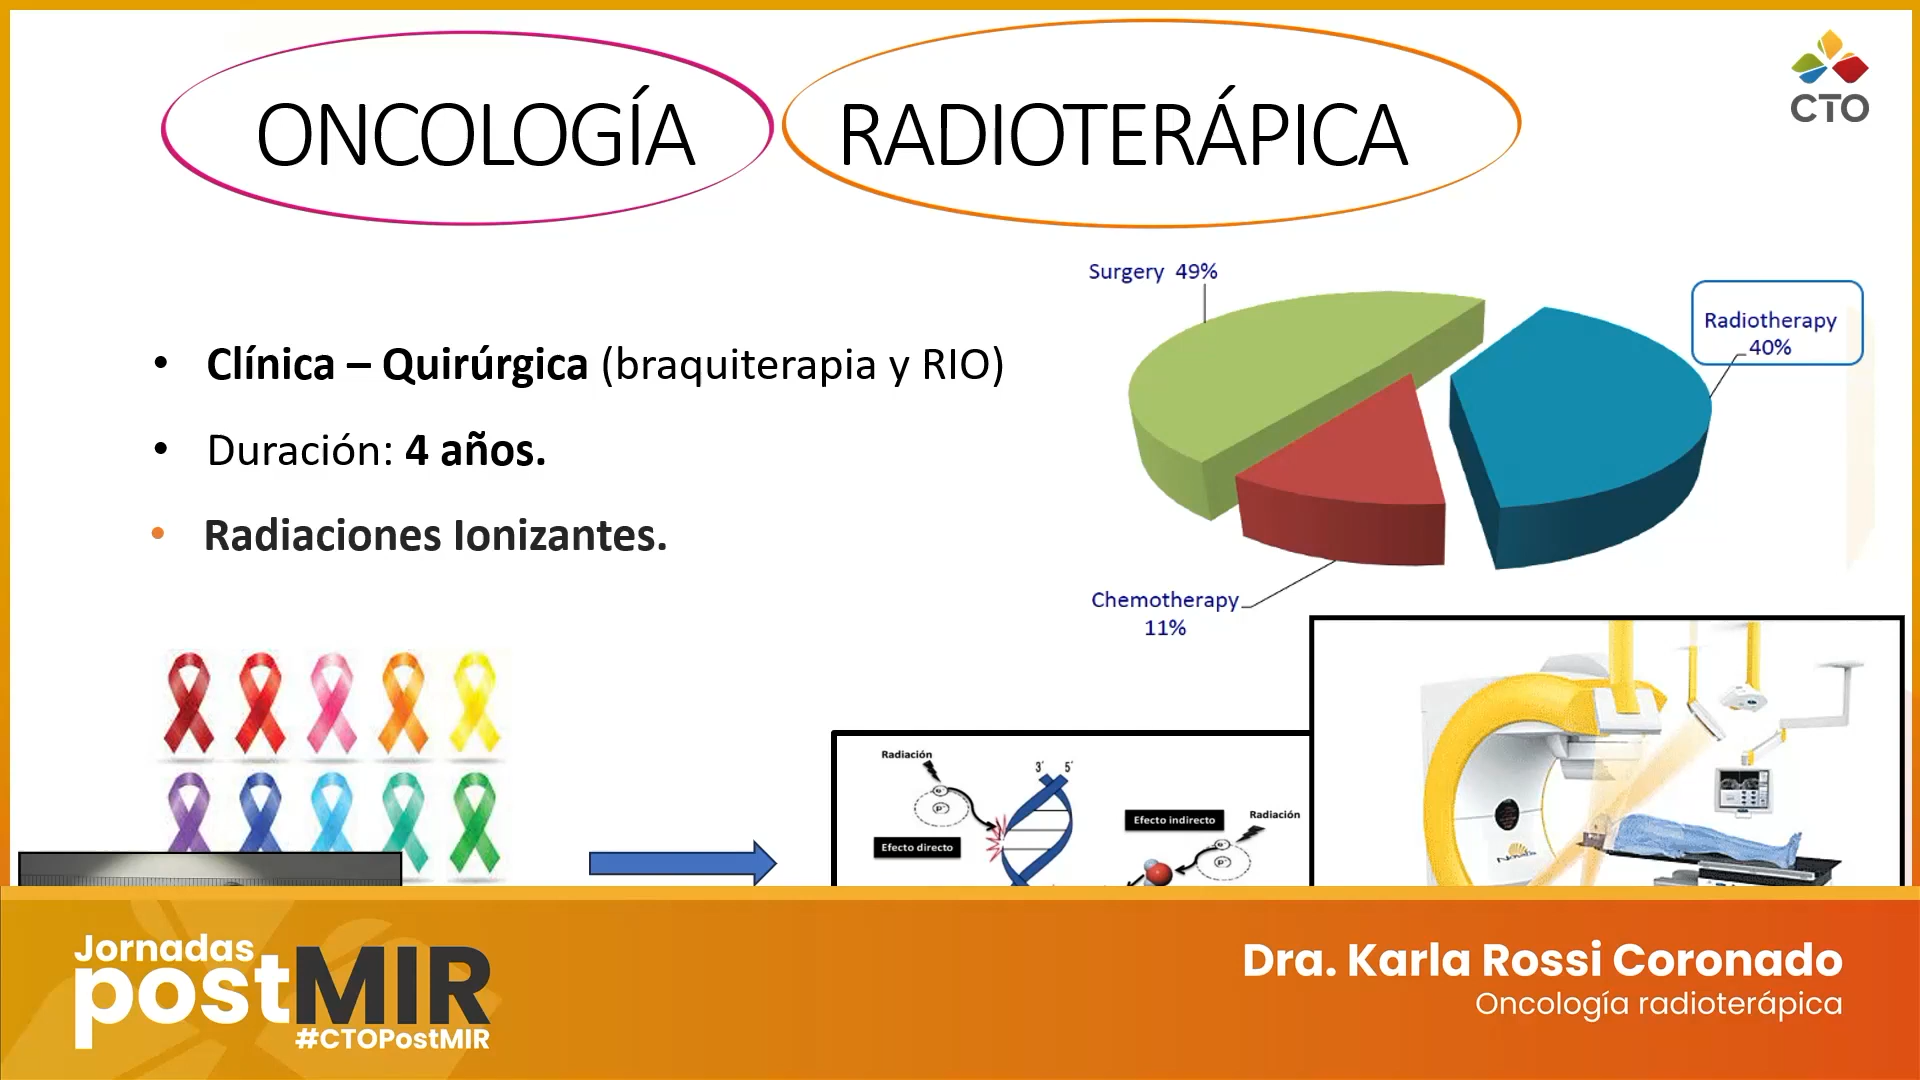 ONCOLOGÍA RADIOTERÁPICA
CTO
• Clínica – Quirúrgica (braquiterapia y RIO)
• Duración: 4 años.
• Radiaciones Ionizantes.
Surgery 49%
Radiotherapy
40%
Chemotherapy
11%
Radiación
3´ 5´
e-
p+
Efecto directo
Efecto indirecto
Radiación
e-
p+
Novalis
Jornadas
postMIR
#CTOPostMIR
Dra. Karla Rossi Coronado
Oncología radioterápica